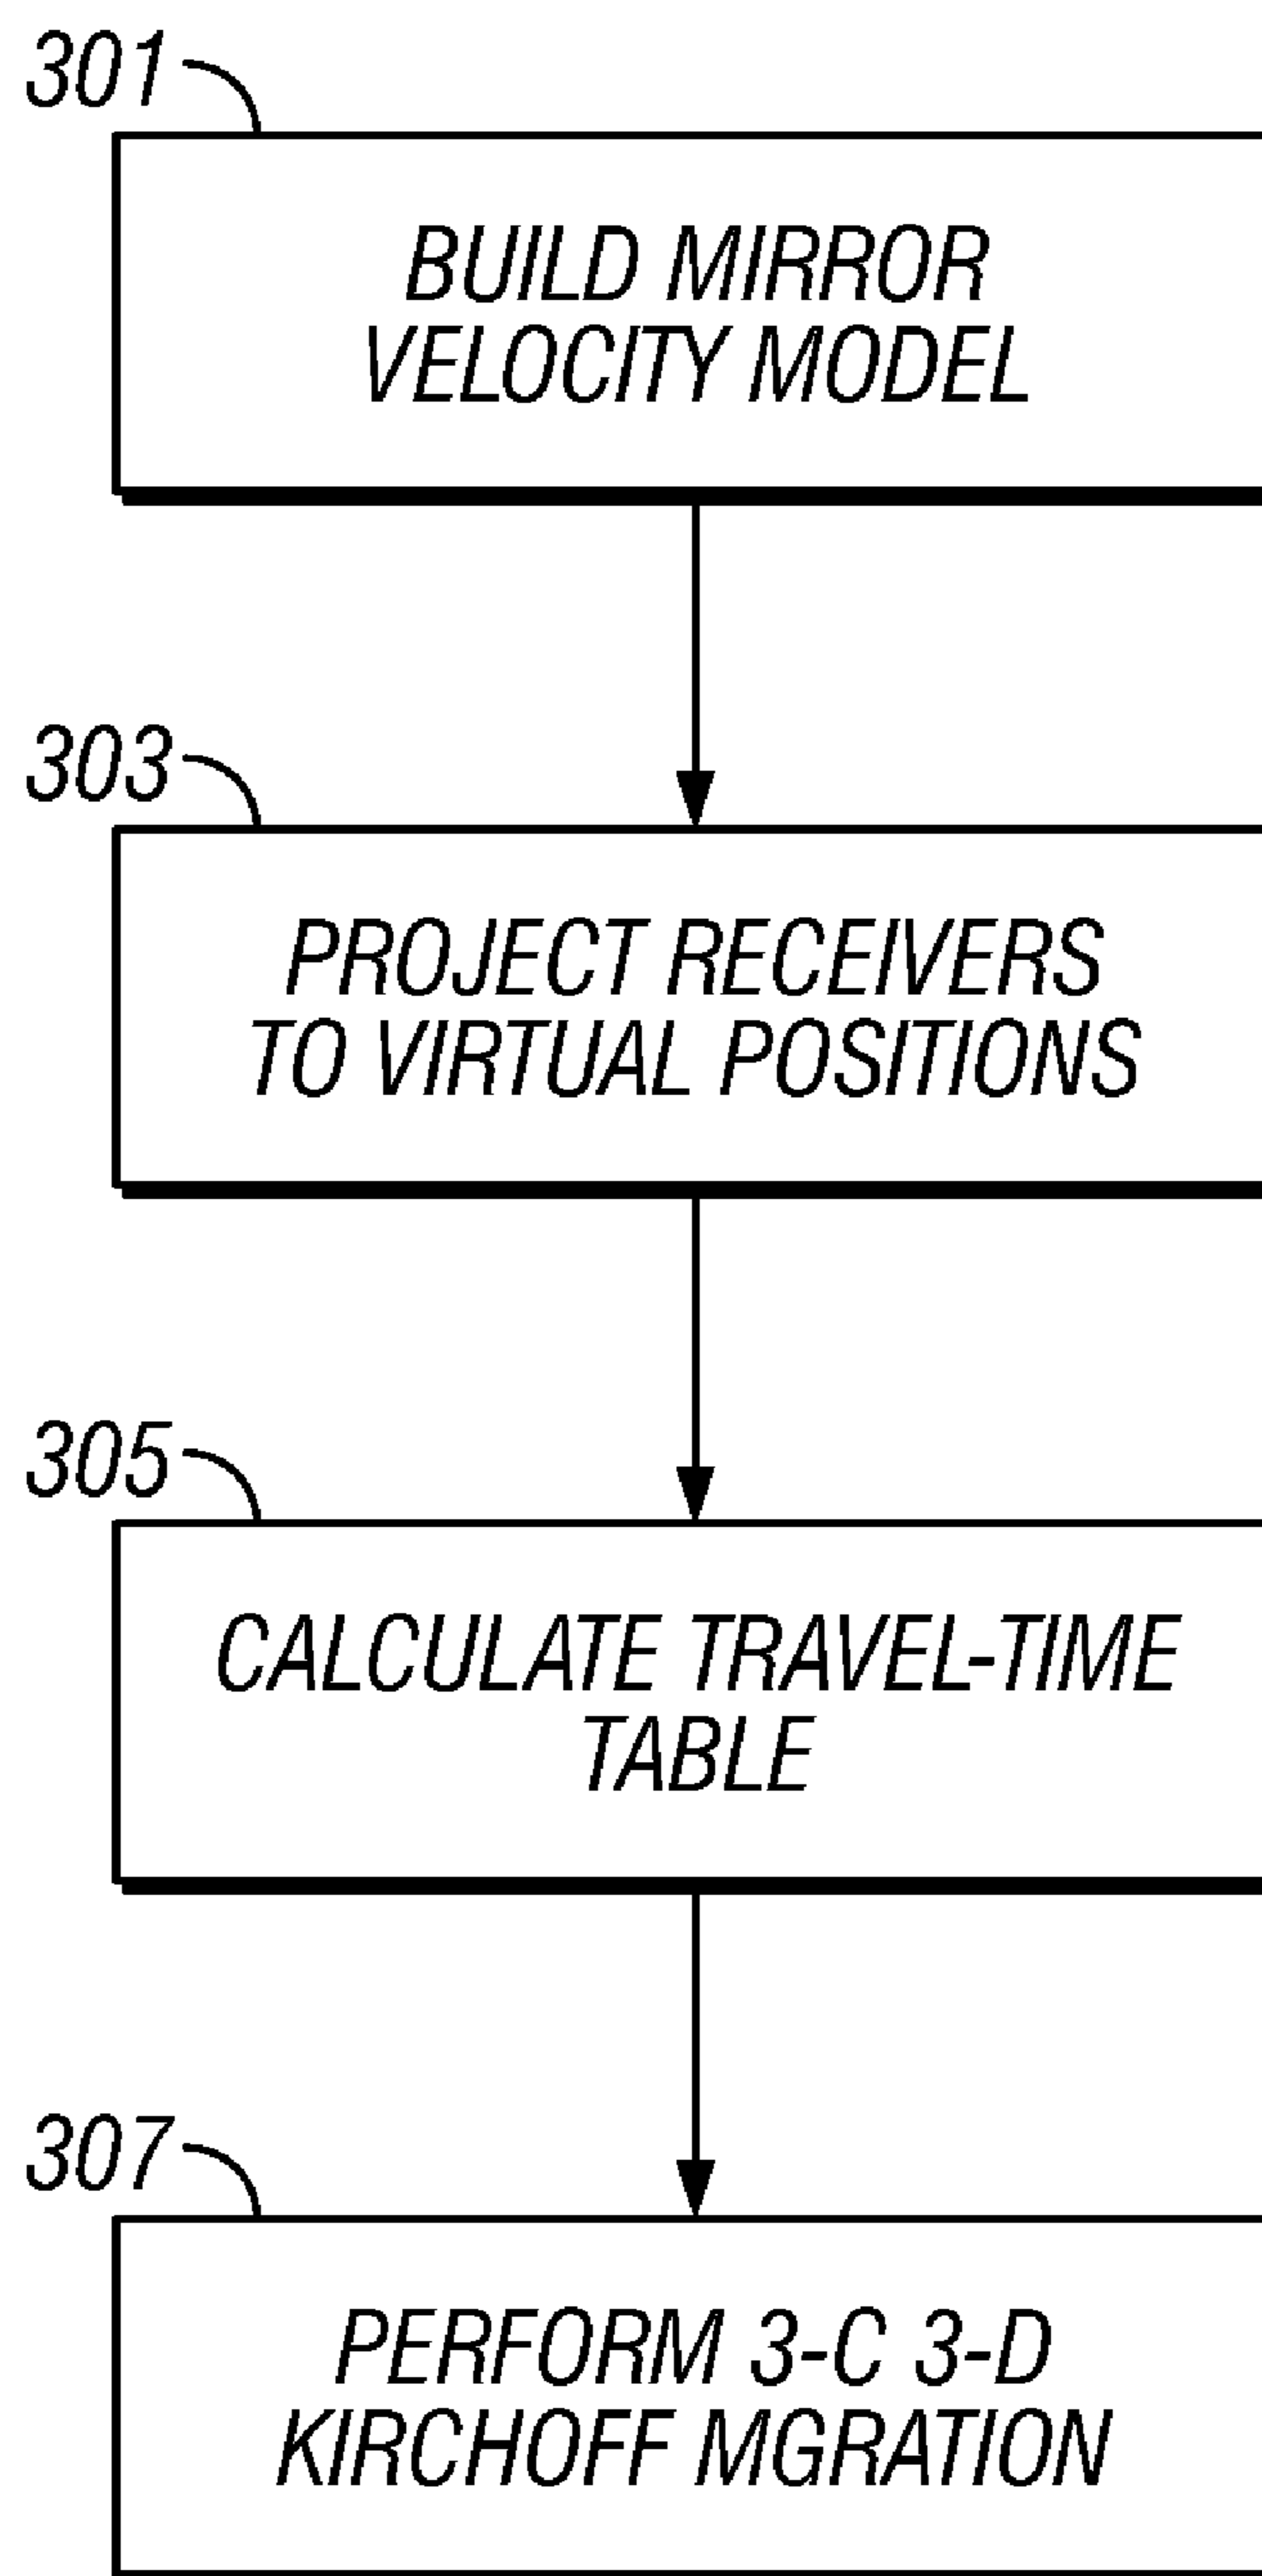 301
BUILD MIRROR
VELOCITY MODEL
303
PROJECT RECEIVERS
TO VIRTUAL POSITIONS
305
CALCULATE TRAVEL-TIME
TABLE
307
PERFORM 3-C 3-D
KIRCHOFF MGRATION